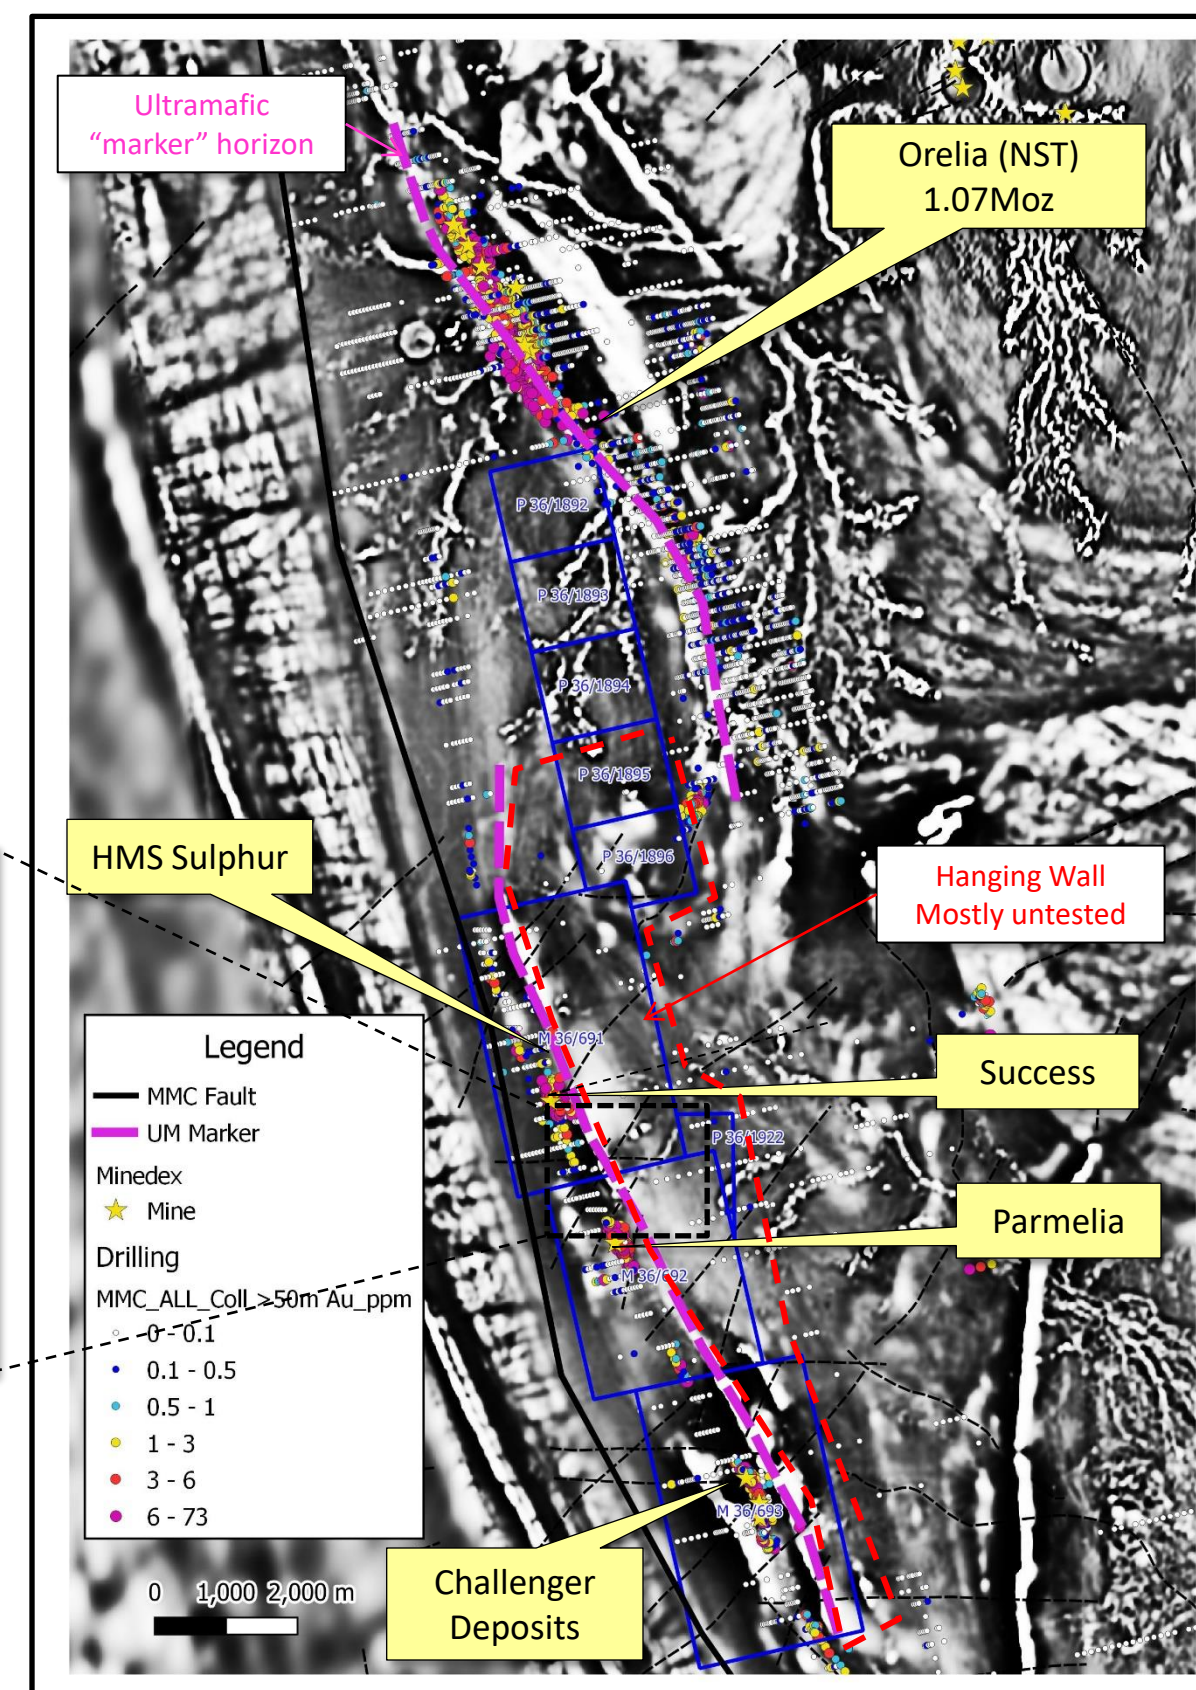 Ultramafic
“marker” horizon
Orelia (NST)
1.07Moz
P 36/1892
P 36/1893
P 36/1894
P 36/1895
P 36/1896
HMS Sulphur
Hanging Wall
Mostly untested
M 36/691
Success
P 36/1922
Parmelia
M 36/692
M 36/693
Challenger
Deposits
Legend
MMC Fault
UM Marker
Minedex
Mine
Drilling
MMC_ALL_Coll_>50m Au_ppm
0 - 0.1
0.1 - 0.5
0.5 - 1
1 - 3
3 - 6
6 - 73
0 1,000 2,000 m